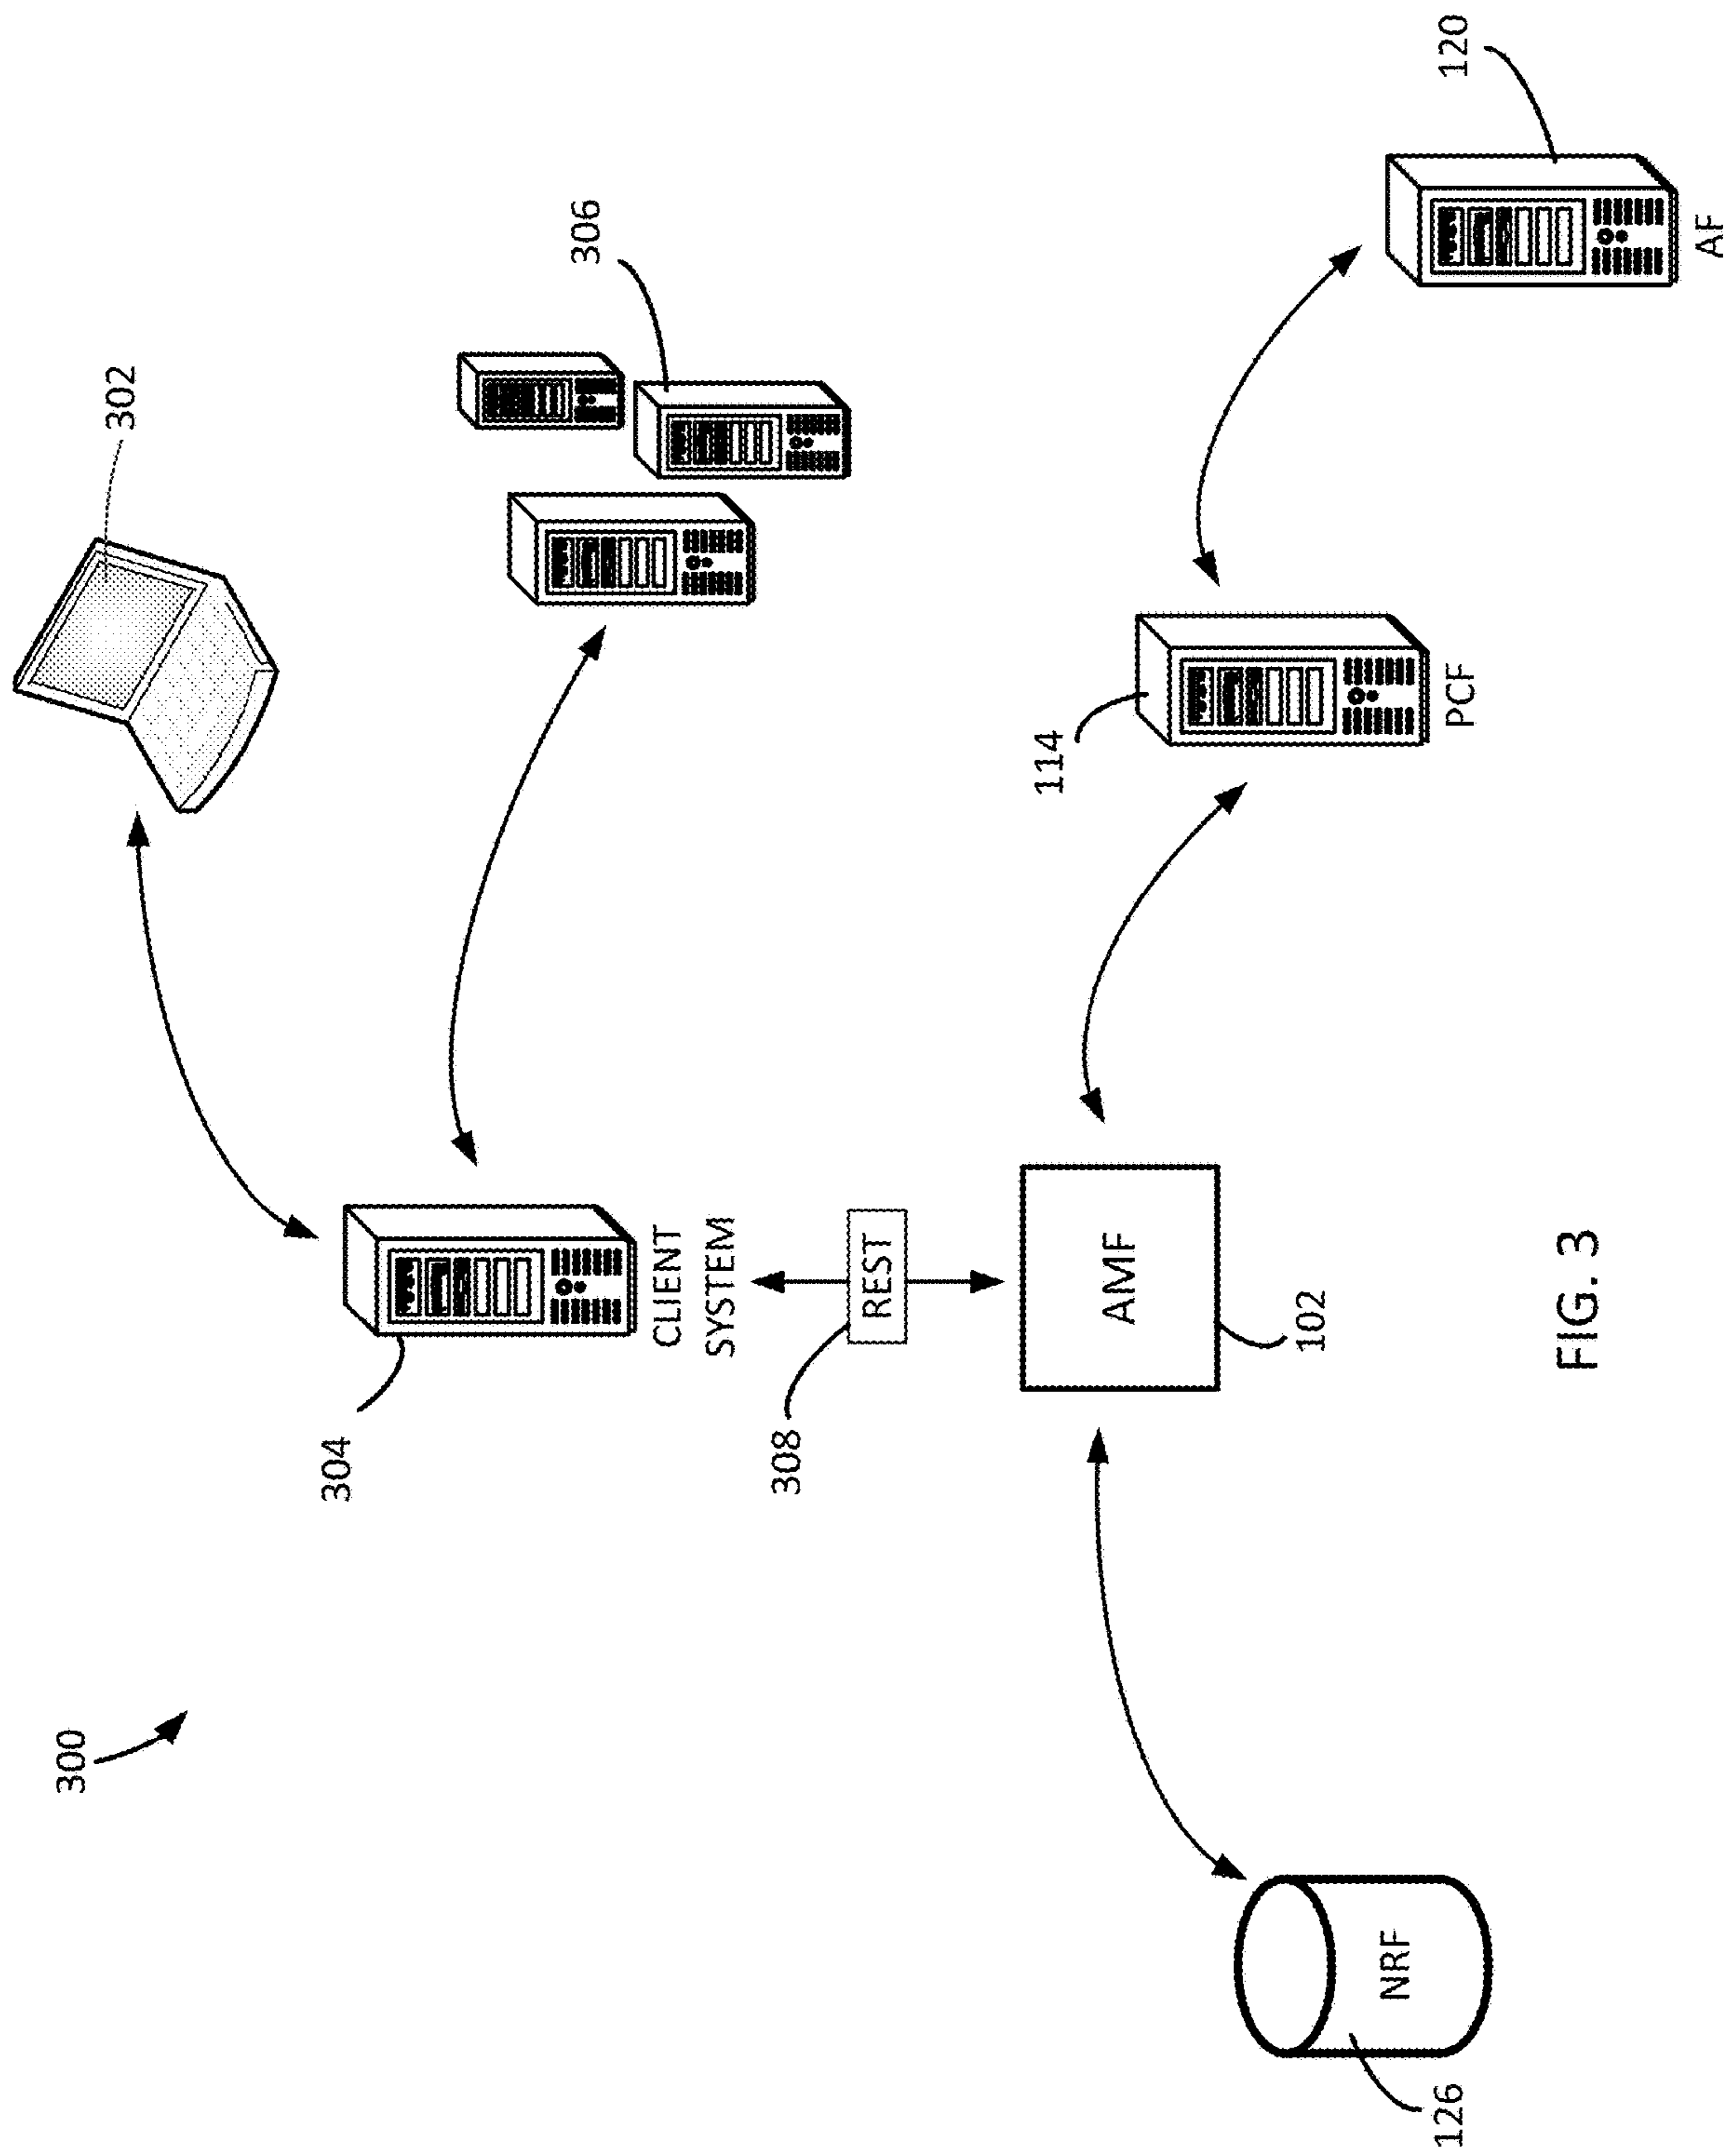 300
302
304
CLIENT
SYSTEM
306
308
REST
126
NRF
AMF
102
114
PCF
120
AF
FIG. 3